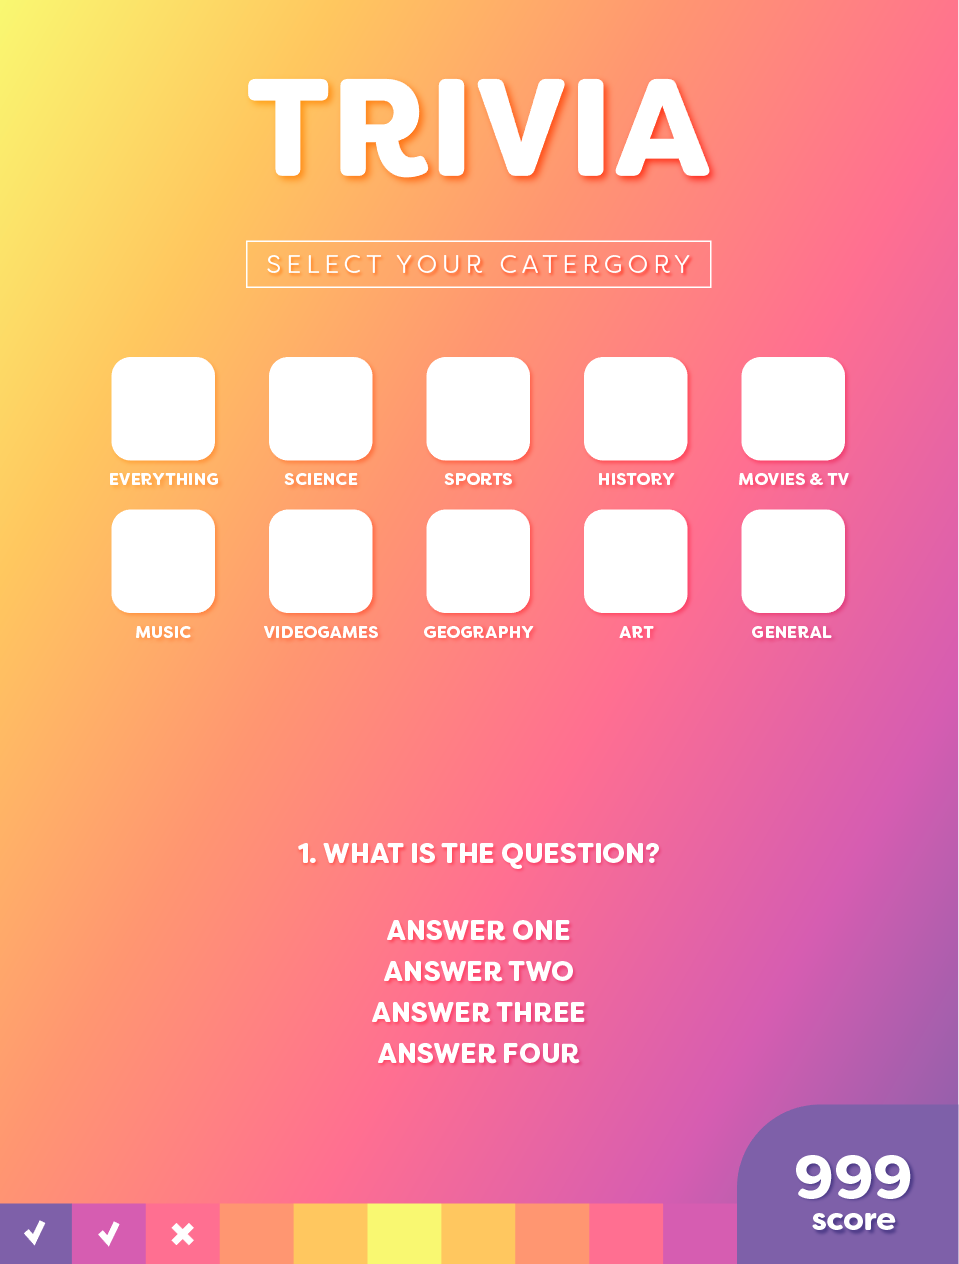 TRIVIA
SELECT YOUR CATERGORY
EVERYTHING SCIENCE SPORTS HISTORY MOVIES & TV
MUSIC VIDEOGAMES GEOGRAPHY ART GENERAL
1. WHAT IS THE QUESTION?
ANSWER ONE
ANSWER TWO
ANSWER THREE
ANSWER FOUR
999
score